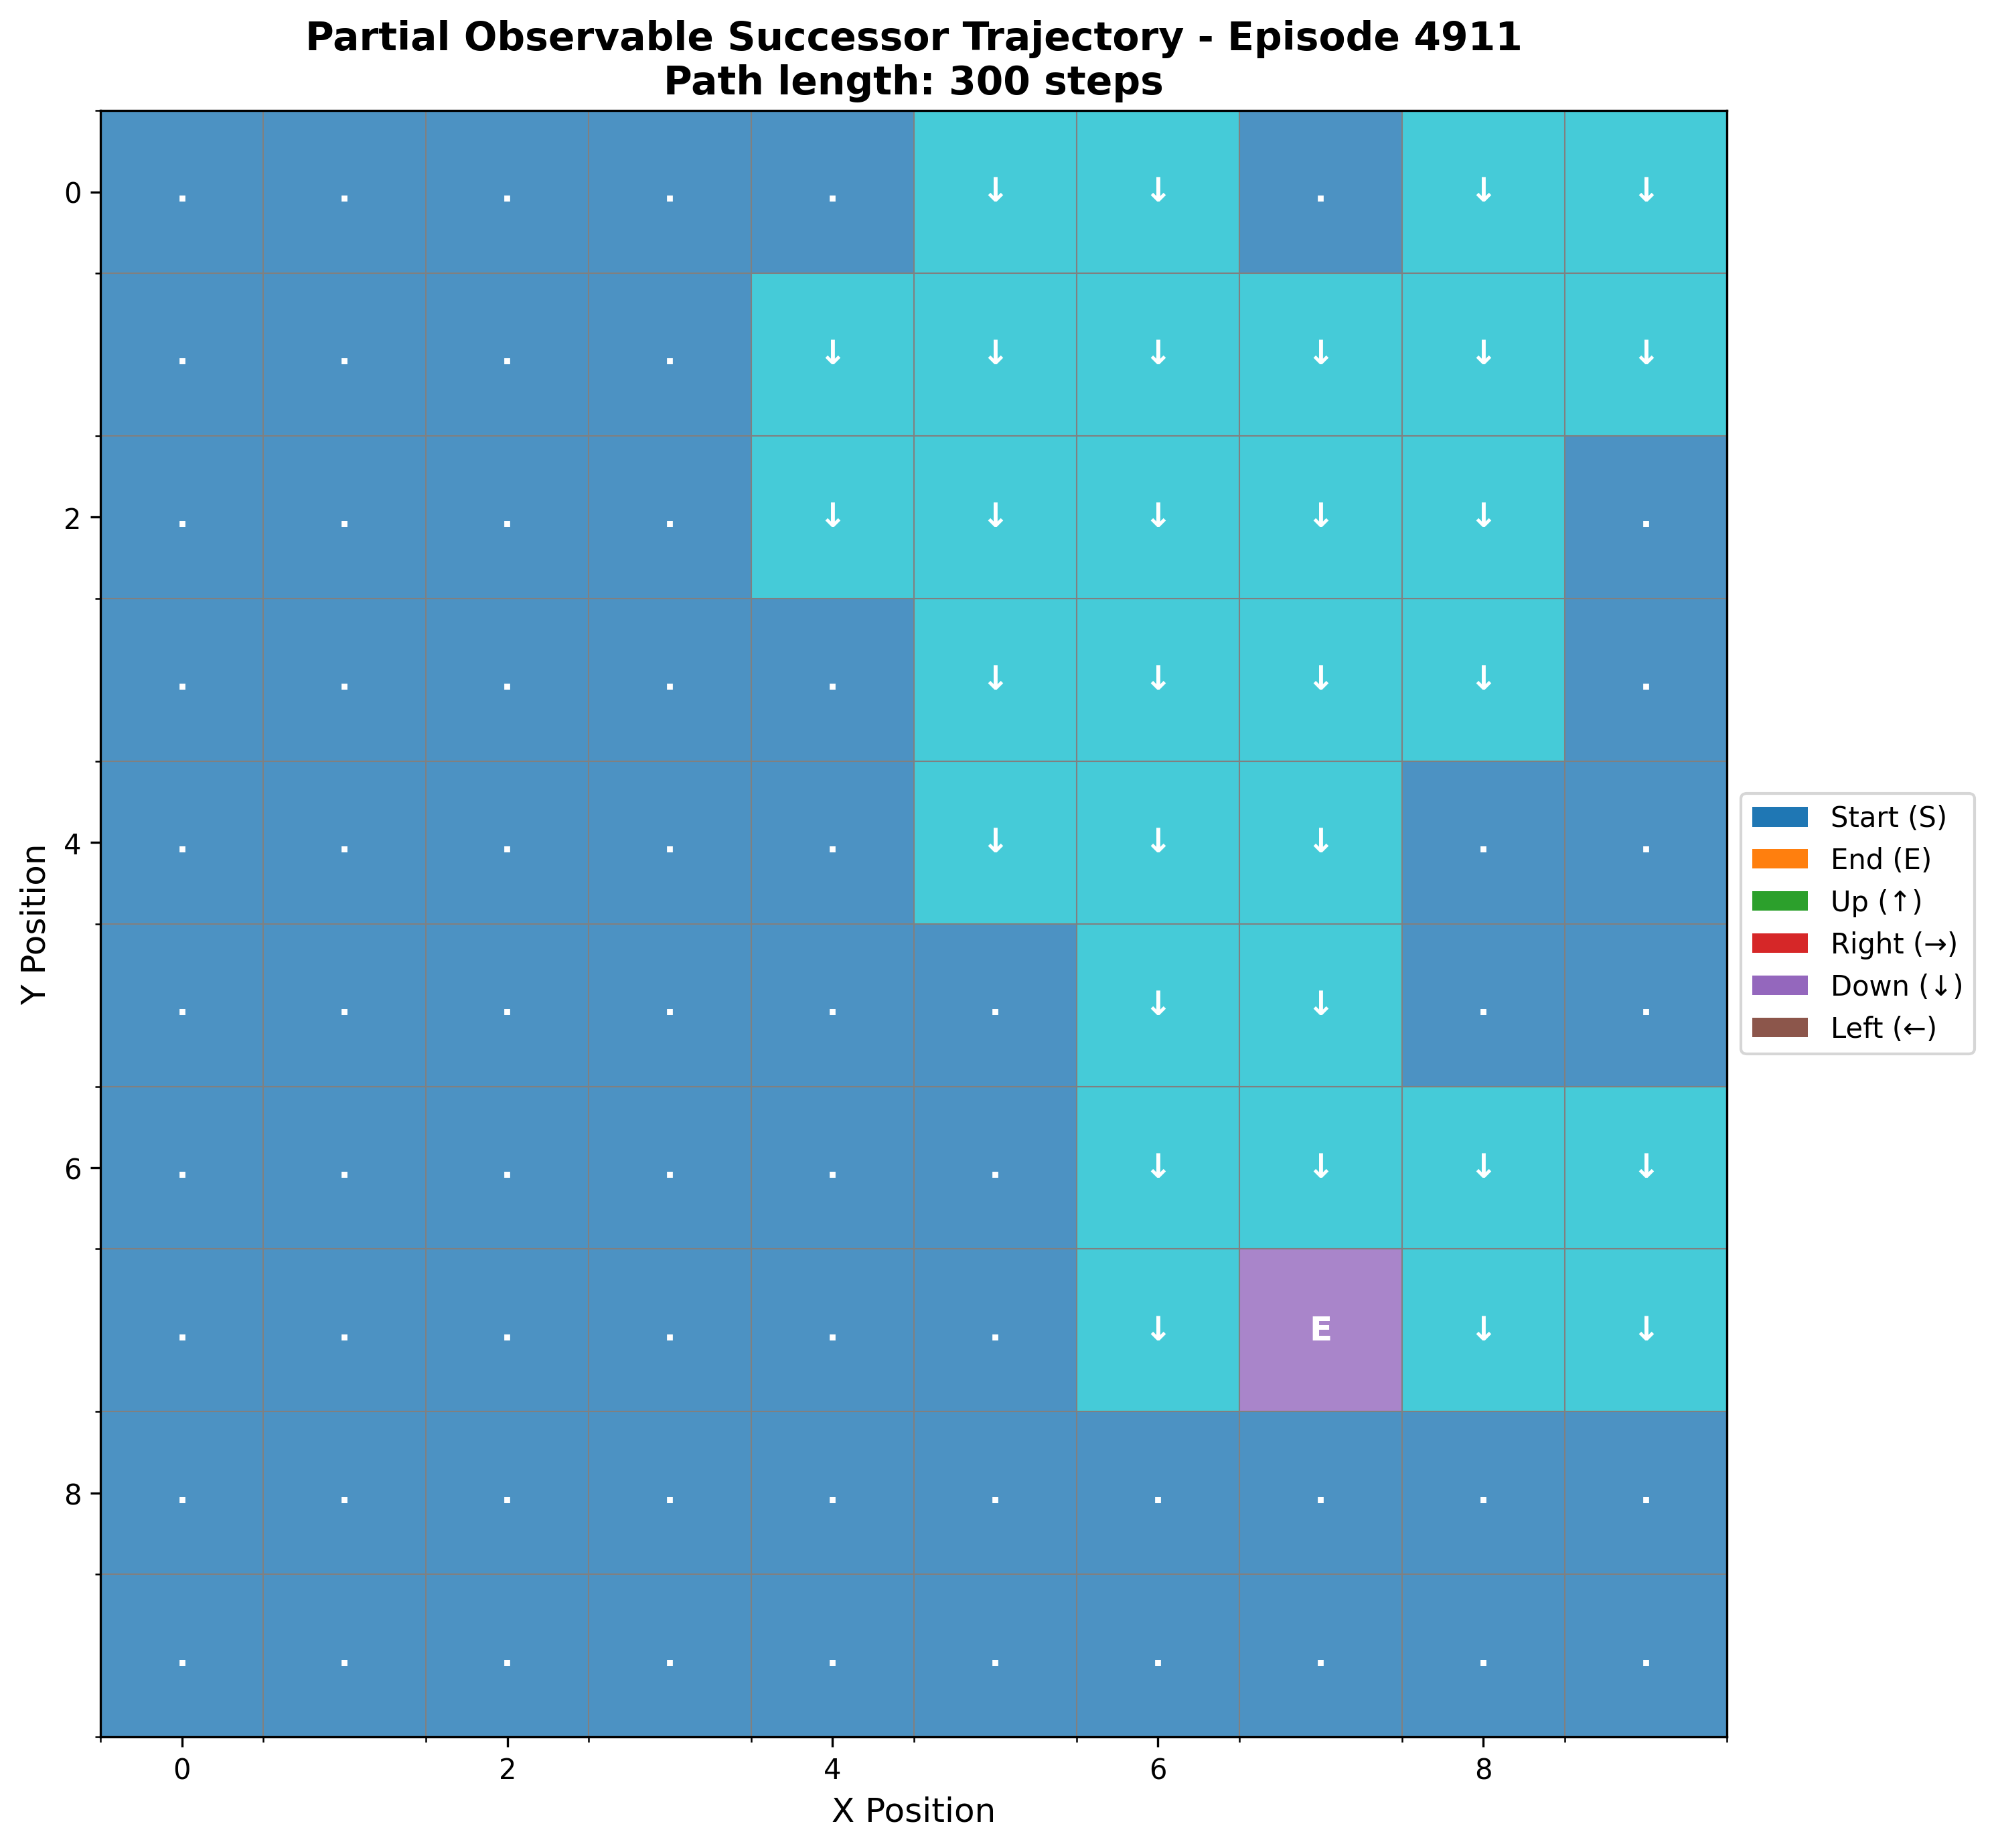 Partial Observable Successor Trajectory - Episode 4911
Path length: 300 steps
0 . . . . . ↓ ↓ . ↓ ↓
. . . . ↓ ↓ ↓ ↓ ↓ ↓
2 . . . . ↓ ↓ ↓ ↓ ↓ .
. . . . . ↓ ↓ ↓ ↓ .
4 . . . . . ↓ ↓ ↓ . .
. . . . . . ↓ ↓ . .
6 . . . . . . ↓ ↓ ↓ ↓
. . . . . . ↓ E ↓ ↓
8 . . . . . . . . . .
. . . . . . . . . .
0 2 4 6 8
X Position
Y Position
Start (S)
End (E)
Up (↑)
Right (→)
Down (↓)
Left (←)